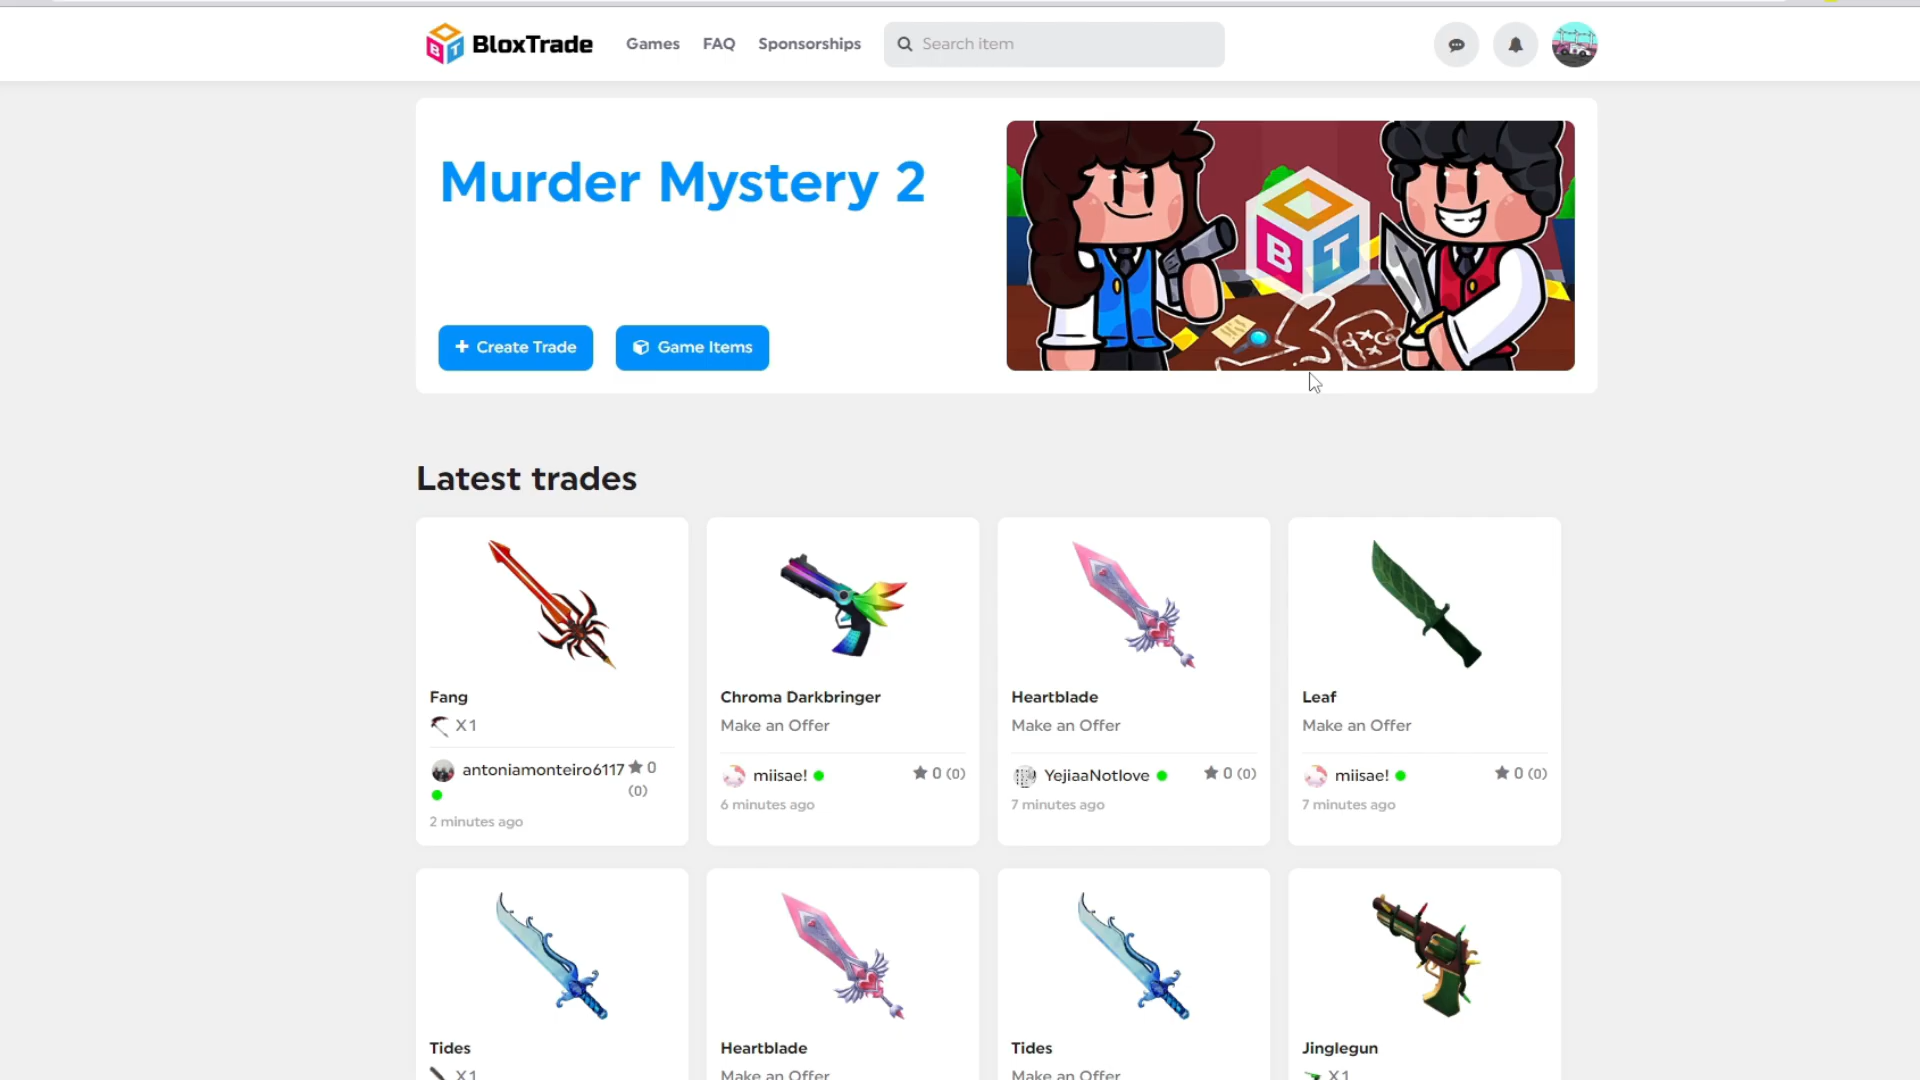 BT BloxTrade
Games
FAQ
Sponsorships
Search item
Murder Mystery 2
Create Trade
Game Items
B T
Latest trades
Fang
X1
antoniamonteiro6117
0
(0)
2 minutes ago
Chroma Darkbringer
Make an Offer
miisae!
0 (0)
6 minutes ago
Heartblade
Make an Offer
YejiaaNotlove
0 (0)
7 minutes ago
Leaf
Make an Offer
miisae!
0 (0)
7 minutes ago
Tides
X1
Heartblade
Make an Offer
Tides
Make an Offer
Jinglegun
X1